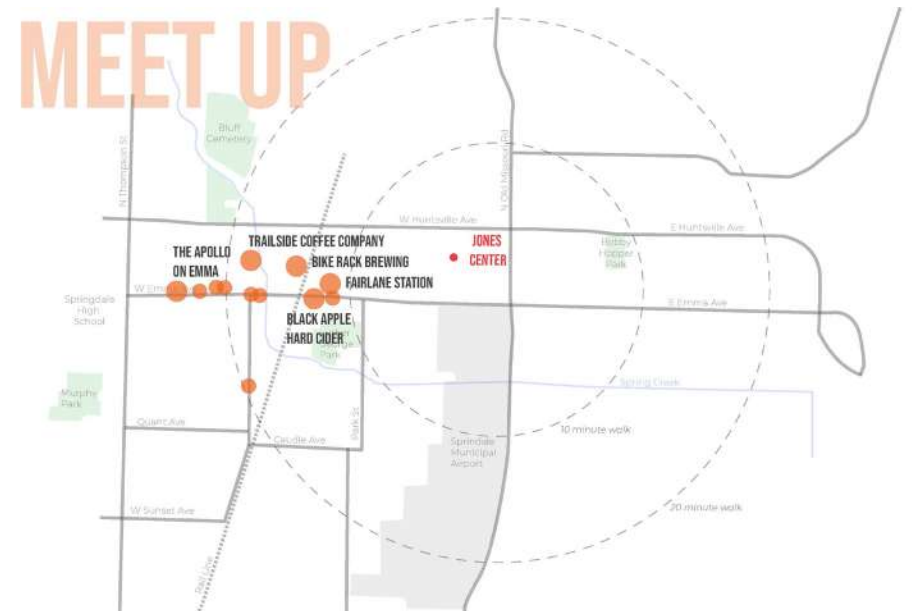 MEET UP
Bluff
Cemetery
N Thompson St
N Old Missouri Rd
W Huntsville Ave
E Huntsville Ave
TRAILSIDE COFFEE COMPANY
JONES
CENTER
THE APOLLO
ON EMMA
BIKE RACK BREWING
FAIRLANE STATION
Hopper
Park
W Emma
E Emma Ave
Springdale
High
School
BLACK APPLE
HARD CIDER
Park
Murphy
Park
Spring Creek
Quant Ave
Park St
10 minute walk
Caudle Ave
Municipal
Airport
W Sunset Ave
20 minute walk
Rail Line